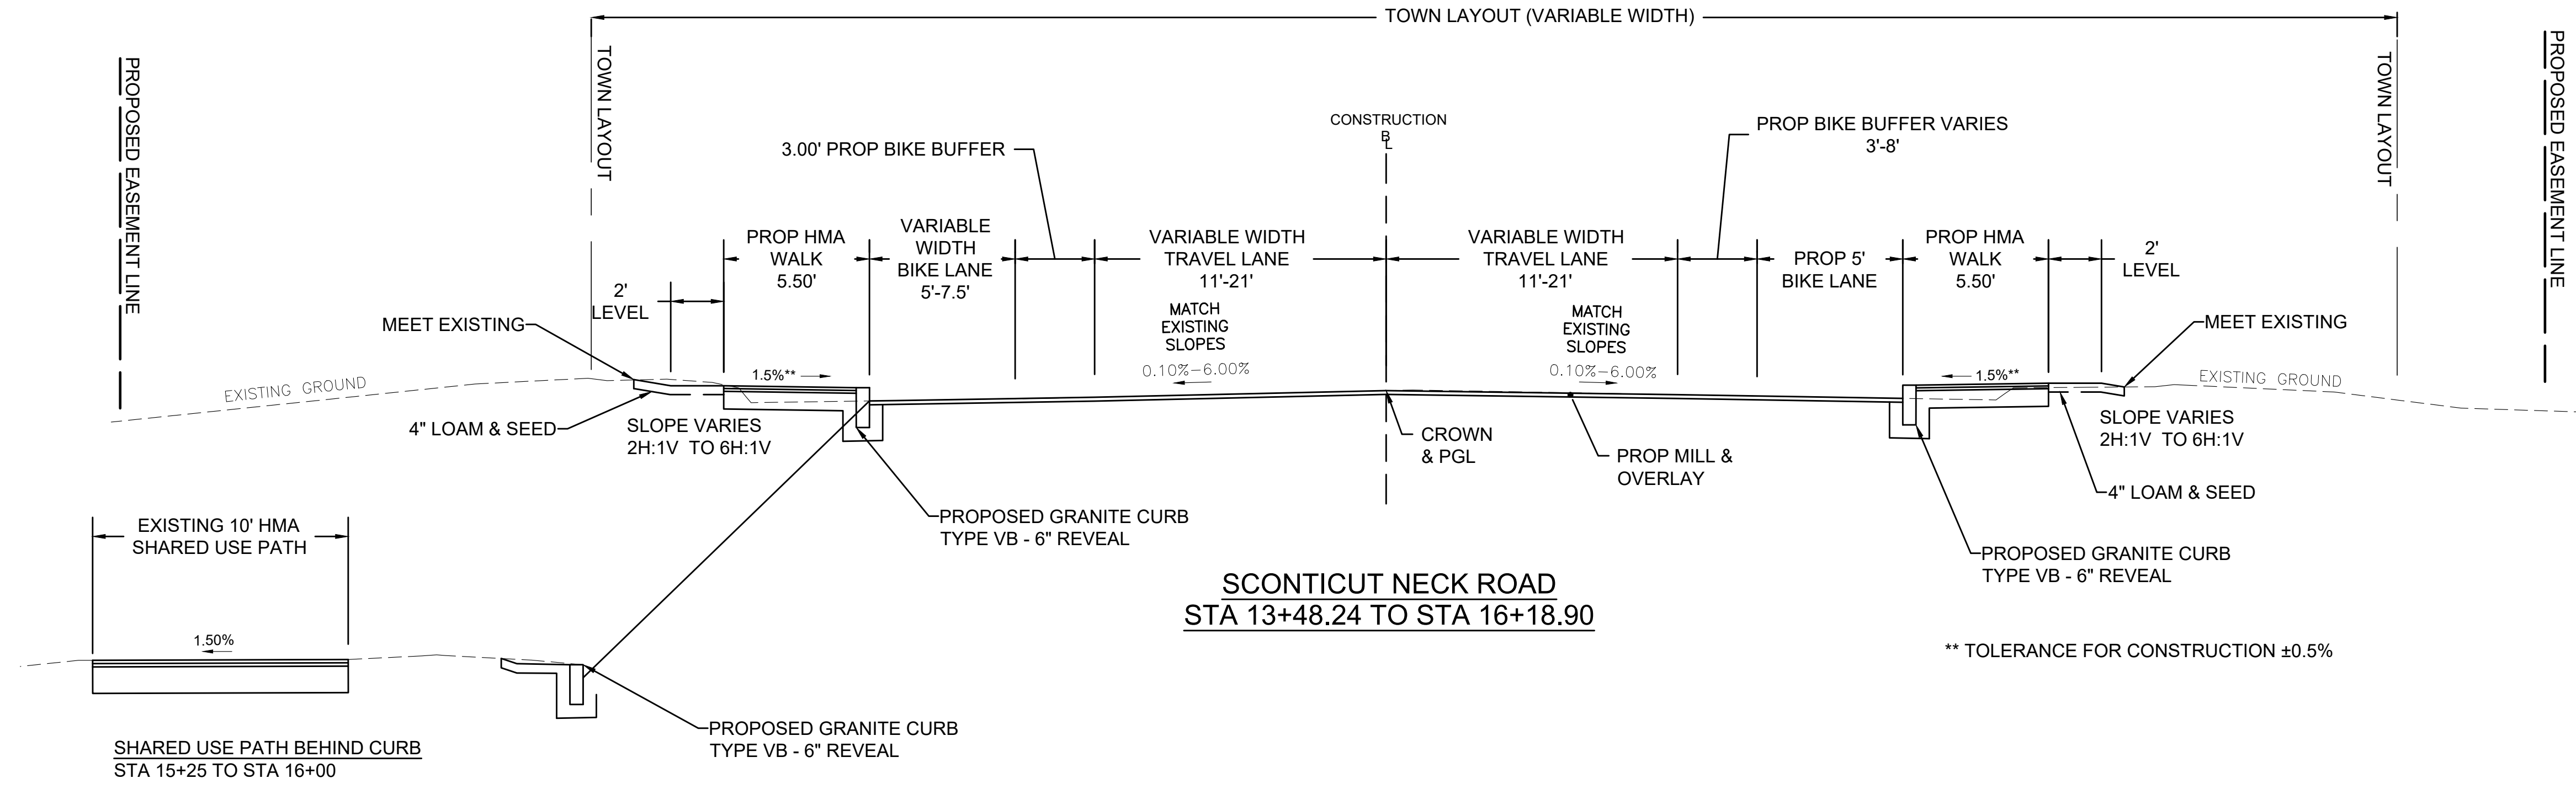 TOWN LAYOUT (VARIABLE WIDTH)
PROPOSED EASEMENT LINE
TOWN LAYOUT
TOWN LAYOUT
PROPOSED EASEMENT LINE
CONSTRUCTION
BL
3.00' PROP BIKE BUFFER
PROP BIKE BUFFER VARIES
3'-8'
2'
LEVEL
PROP HMA
WALK
5.50'
VARIABLE
WIDTH
BIKE LANE
5'-7.5'
VARIABLE WIDTH
TRAVEL LANE
11'-21'
VARIABLE WIDTH
TRAVEL LANE
11'-21'
PROP 5'
BIKE LANE
PROP HMA
WALK
5.50'
2'
LEVEL
MATCH
EXISTING
SLOPES
0.10%-6.00%
MATCH
EXISTING
SLOPES
0.10%-6.00%
MEET EXISTING
MEET EXISTING
EXISTING GROUND
1.5%**
1.5%**
EXISTING GROUND
4" LOAM & SEED
SLOPE VARIES
2H:1V TO 6H:1V
CROWN
& PGL
PROP MILL &
OVERLAY
SLOPE VARIES
2H:1V TO 6H:1V
4" LOAM & SEED
PROPOSED GRANITE CURB
TYPE VB - 6" REVEAL
PROPOSED GRANITE CURB
TYPE VB - 6" REVEAL
EXISTING 10' HMA
SHARED USE PATH
1.50%
SCONTICUT NECK ROAD
STA 13+48.24 TO STA 16+18.90
** TOLERANCE FOR CONSTRUCTION ±0.5%
PROPOSED GRANITE CURB
TYPE VB - 6" REVEAL
SHARED USE PATH BEHIND CURB
STA 15+25 TO STA 16+00